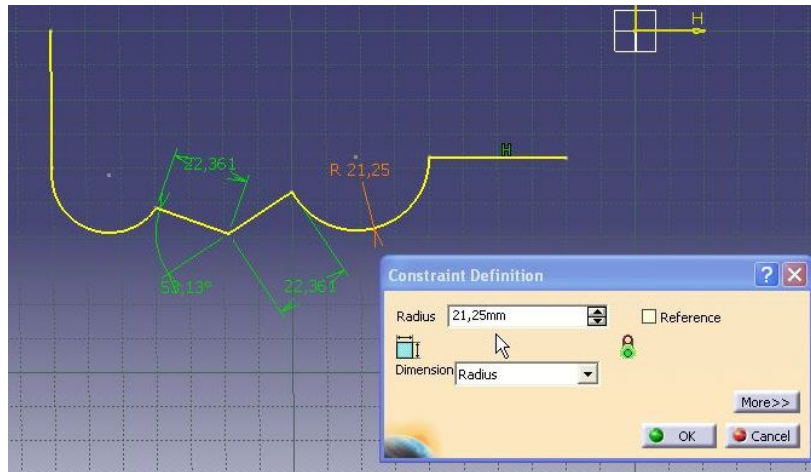 H
22,361
R 21,25
H
53,13°
22,361
Constraint Definition
Radius 21,25mm Reference
Dimension Radius
More>>
OK Cancel